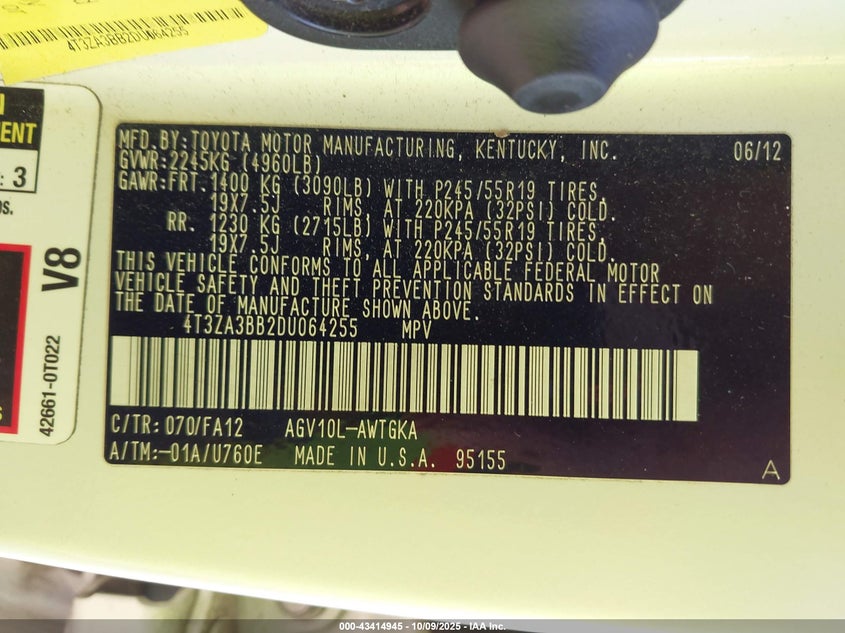 4T3ZA3BB2DU064255
ENT
: 3
OS.
V8
42661-0T022
MFD.BY:TOYOTA MOTOR MANUFACTURING, KENTUCKY, INC. 06/12
GVWR:2245KG (4960LB)
GAWR:FRT.1400 KG (3090LB) WITH P245/55R19 TIRES,
19X7.5J RIMS, AT 220KPA (32PSI) COLD.
RR. 1230 KG (2715LB) WITH P245/55R19 TIRES,
19X7.5J RIMS, AT 220KPA (32PSI) COLD.
THIS VEHICLE CONFORMS TO ALL APPLICABLE FEDERAL MOTOR
VEHICLE SAFETY AND THEFT PREVENTION STANDARDS IN EFFECT ON
THE DATE OF MANUFACTURE SHOWN ABOVE.
4T3ZA3BB2DU064255 MPV
C/TR: 070/FA12 AGV10L-AWTGKA
A/TM:-01A/U760E MADE IN U.S.A. 95155
A
000-43414945 - 10/09/2025 - IAA Inc.